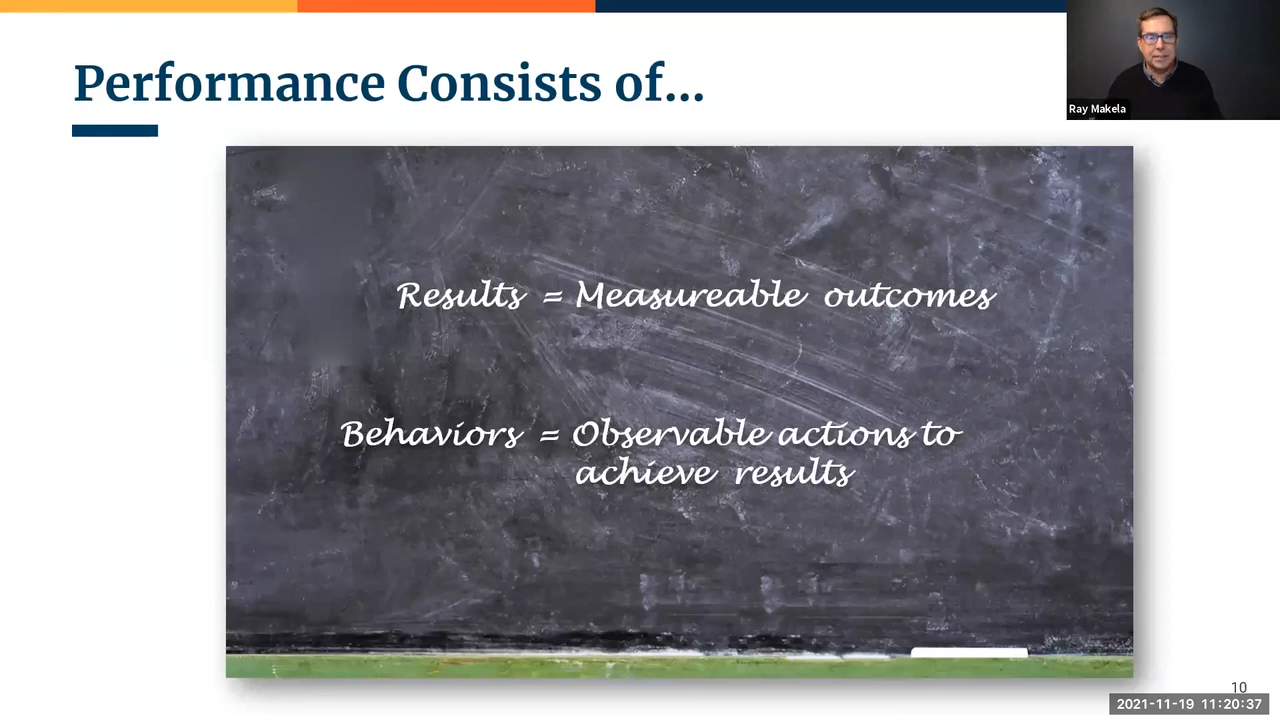 Performance Consists of...
Ray Makela
Results = Measureable outcomes
Behaviors = Observable actions to
achieve results
10
2021-11-19 11:20:37